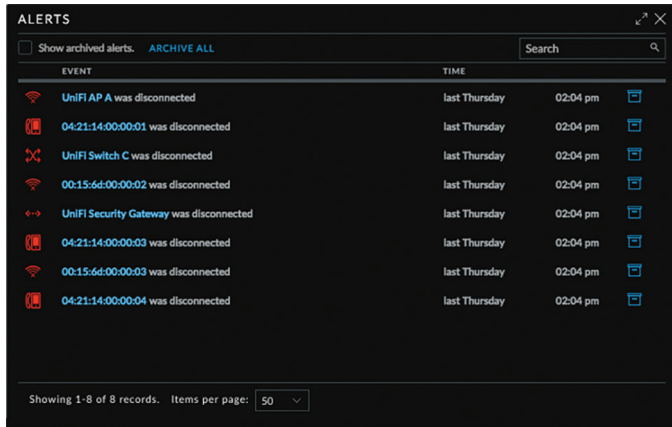 ALERTS
Show archived alerts. ARCHIVE ALL Search
EVENT TIME
UniFi AP A was disconnected last Thursday 02:04 pm
04:21:14:00:00:01 was disconnected last Thursday 02:04 pm
UniFi Switch C was disconnected last Thursday 02:04 pm
00:15:6d:00:00:02 was disconnected last Thursday 02:04 pm
UniFi Security Gateway was disconnected last Thursday 02:04 pm
04:21:14:00:00:03 was disconnected last Thursday 02:04 pm
00:15:6d:00:00:03 was disconnected last Thursday 02:04 pm
04:21:14:00:00:04 was disconnected last Thursday 02:04 pm
Showing 1-8 of 8 records. Items per page: 50